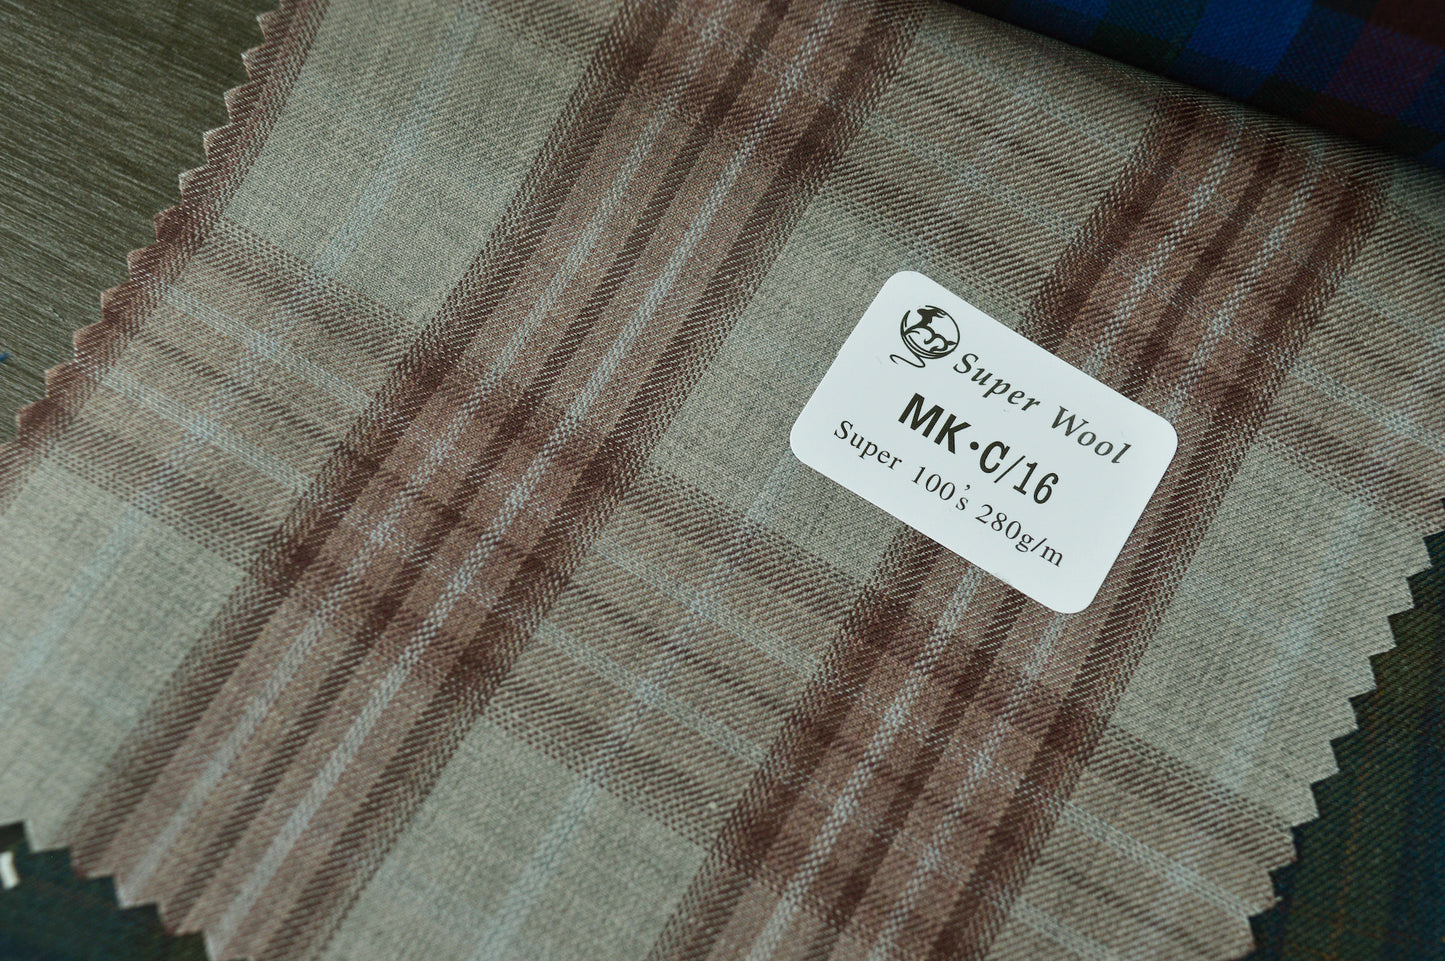 Super Wool
MK·C/16
Super 100's 280g/m